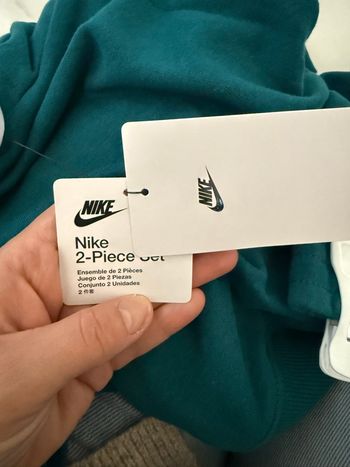 NIKE
Nike
2-Piece Set
Ensemble de 2 Pièces
Juego de 2 Piezas
Conjunto 2 Unidades
2 件套
NIKE